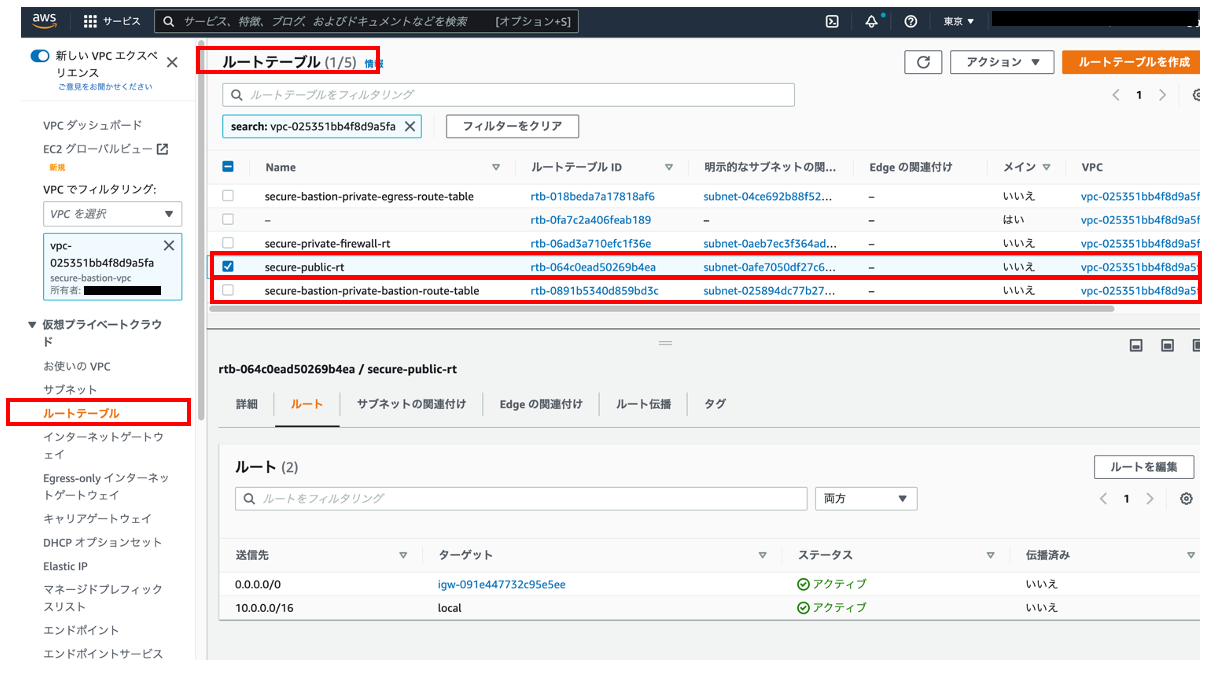 aws
サービス
サービス、特徴、ブログ、およびドキュメントなどを検索 [オプション+S]
東京 ▼
新しい VPC エクスペ
リエンス
ご意見をお聞かせください
VPC ダッシュボード
EC2 グローバルビュー
新規
VPC でフィルタリング:
VPC を選択
vpc-
025351bb4f8d9a5fa
secure-bastion-vpc
所有者:
▼ 仮想プライベートクラウ
ド
お使いの VPC
サブネット
ルートテーブル
インターネットゲートウ
ェイ
Egress-only インターネッ
トゲートウェイ
キャリアゲートウェイ
DHCP オプションセット
Elastic IP
マネージドプレフィック
スリスト
エンドポイント
エンドポイントサービス
ルートテーブル (1/5) 情報
アクション ▼
ルートテーブルを作成
ルートテーブルをフィルタリング
1
search: vpc-025351bb4f8d9a5fa
フィルターをクリア
Name ルートテーブル ID 明示的なサブネットの関... Edge の関連付け メイン VPC
secure-bastion-private-egress-route-table rtb-018beda7a17818af6 subnet-04ce692b88f52... – いいえ vpc-025351bb4f8d9a5f
– rtb-0fa7c2a406feab189 – – はい vpc-025351bb4f8d9a5f
secure-private-firewall-rt rtb-06ad3a710efc1f36e subnet-0aeb7ec3f364ad... – いいえ vpc-025351bb4f8d9a5f
secure-public-rt rtb-064c0ead50269b4ea subnet-0afe7050df27c6... – いいえ vpc-025351bb4f8d9a5f
secure-bastion-private-bastion-route-table rtb-0891b5340d859bd3c subnet-025894dc77b27... – いいえ vpc-025351bb4f8d9a5f
rtb-064c0ead50269b4ea / secure-public-rt
詳細 ルート サブネットの関連付け Edge の関連付け ルート伝播 タグ
ルート (2)
ルートを編集
ルートをフィルタリング
両方
1
送信先 ターゲット ステータス 伝播済み
0.0.0.0/0 igw-091e447732c95e5ee アクティブ いいえ
10.0.0.0/16 local アクティブ いいえ